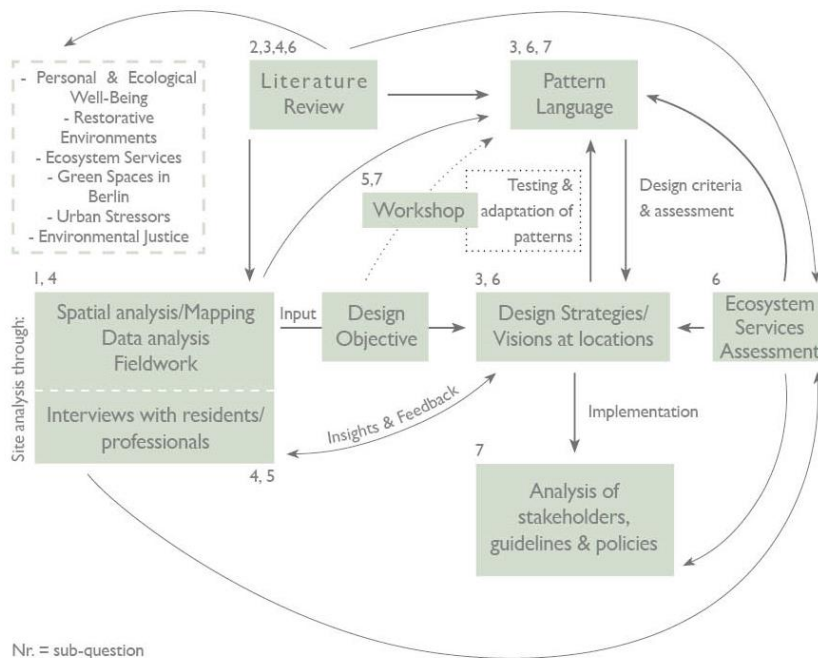 2,3,4,6
Literature
Review
3, 6, 7
Pattern
Language
- Personal & Ecological
Well-Being
- Restorative
Environments
- Ecosystem Services
- Green Spaces in
Berlin
- Urban Stressors
- Environmental Justice
5,7
Workshop
Testing &
adaptation of
patterns
Design criteria
& assessment
1, 4
Site analysis through:
Spatial analysis/Mapping
Data analysis
Fieldwork
Interviews with residents/
professionals
4, 5
Input
Design
Objective
3, 6
Design Strategies/
Visions at locations
6
Ecosystem
Services
Assessment
Insights & Feedback
Implementation
7
Analysis of
stakeholders,
guidelines & policies
Nr. = sub-question